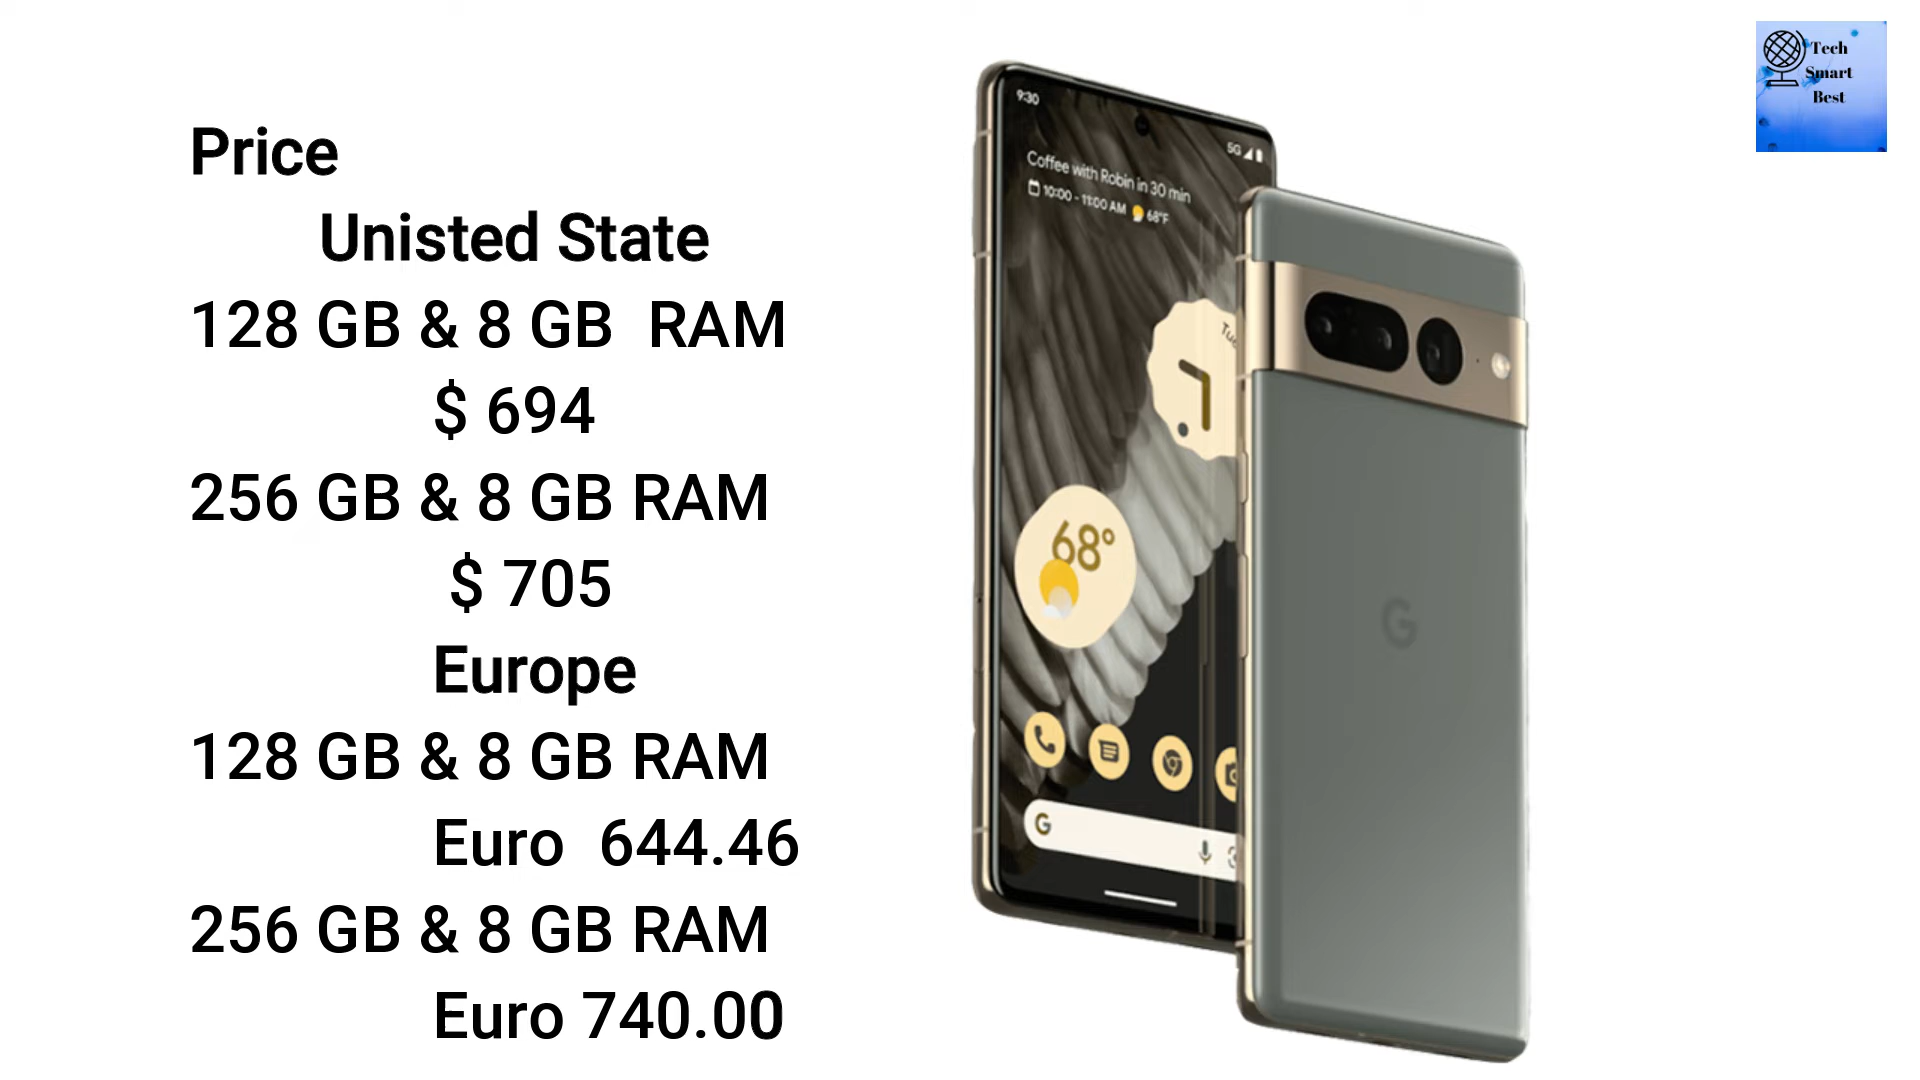 Price
Unisted State
128 GB & 8 GB  RAM
$ 694
256 GB & 8 GB RAM
$ 705
Europe
128 GB & 8 GB RAM
Euro  644.46
256 GB & 8 GB RAM
Euro 740.00
9:30
5G
Coffee with Robin in 30 min
10:00 - 11:00 AM 68°F
68°
G
G
Tech
Smart
Best